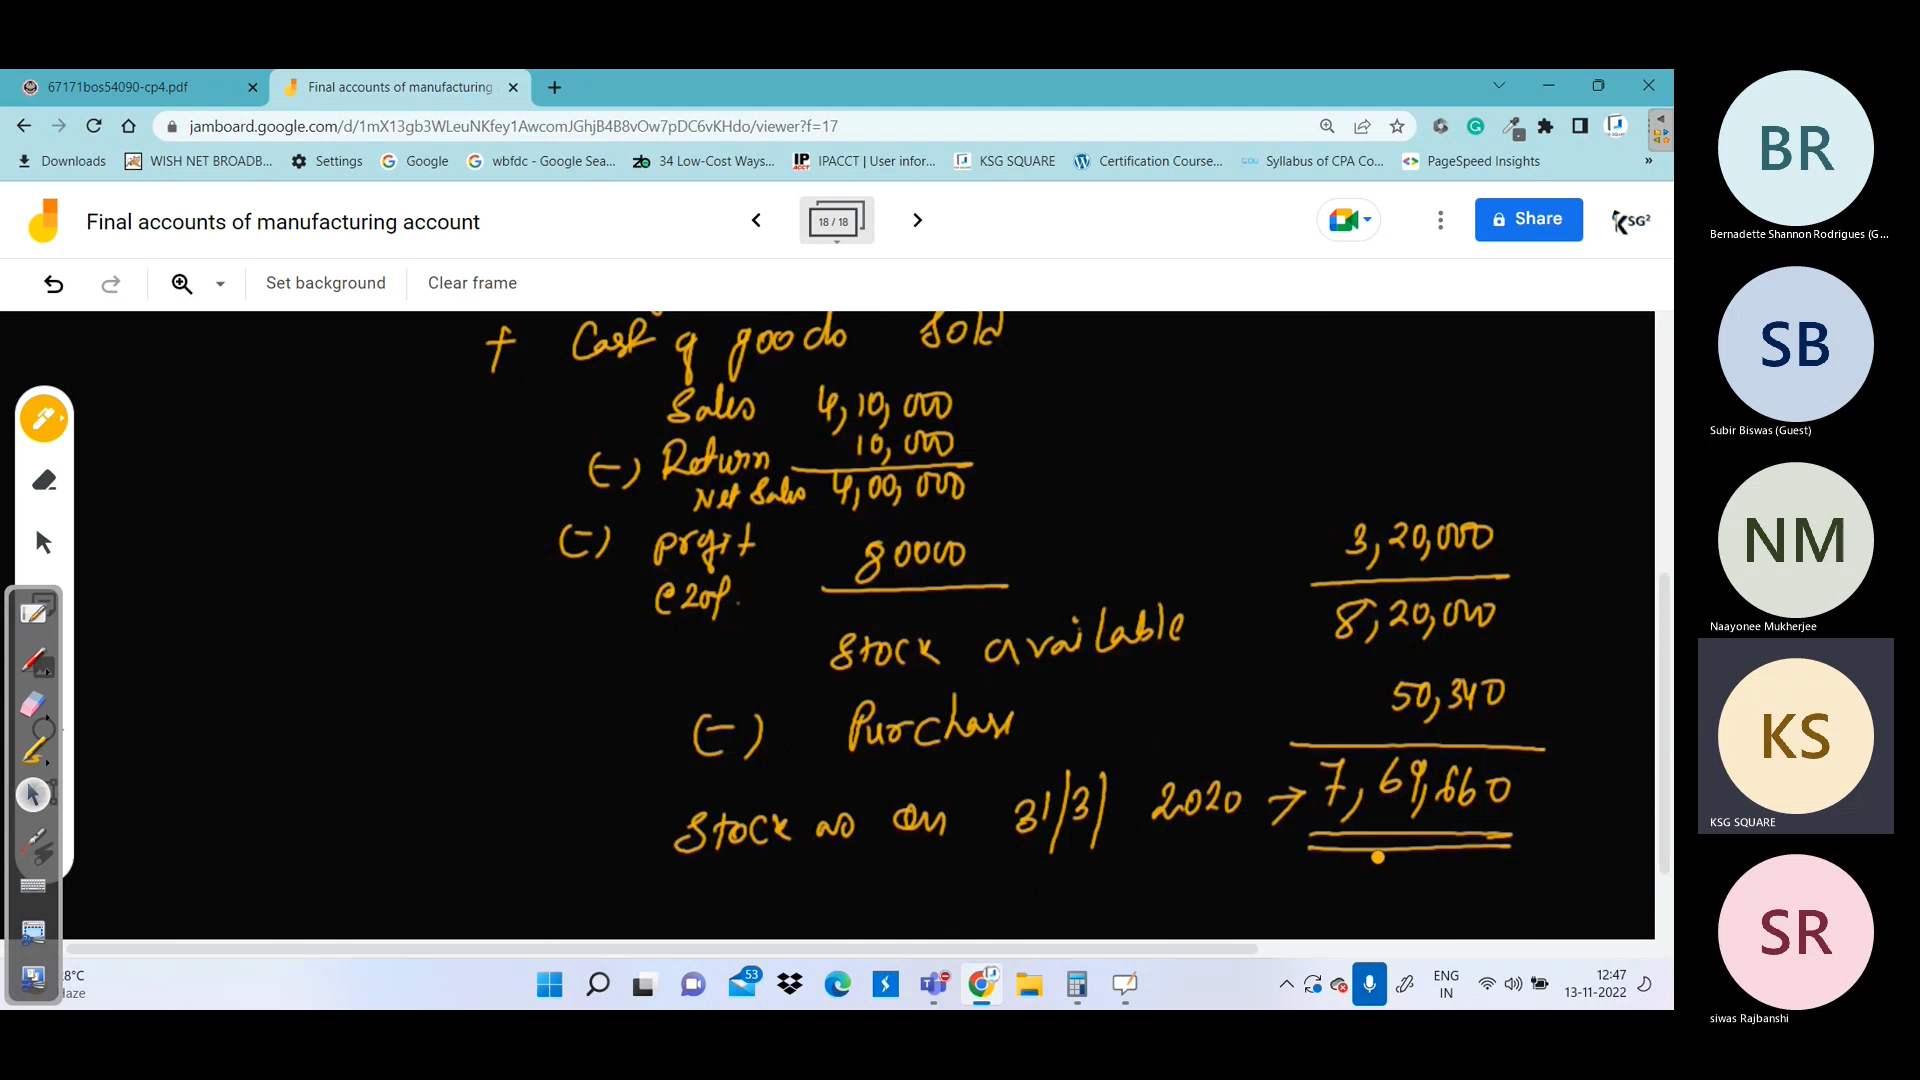 67171bos54090-cp4.pdf
Final accounts of manufacturing
jamboard.google.com/d/1mX13gb3WLeuNKfey1AwcomJGhjB4B8vOw7pDC6vKHdo/viewer?f=17
Downloads WISH NET BROADB... Settings Google wbfdc - Google Sea... 34 Low-Cost Ways... IPACCT | User infor... KSG SQUARE Certification Course... Syllabus of CPA Co... PageSpeed Insights »
Final accounts of manufacturing account
18 / 18
Share
KSG²
Set background Clear frame
+ Cost of goods sold
Sales 4,10,000
(-) Return 10,000
Net Sales 4,00,000
(-) profit 80000 3,20,000
@ 20%
Stock available 8,20,000
(-) Purchase 50,340
Stock as on 31/3/ 2020 → 7,69,660
BR
Bernadette Shannon Rodrigues (G...
SB
Subir Biswas (Guest)
NM
Naayonee Mukherjee
KS
KSG SQUARE
SR
siwas Rajbanshi
8°C
Haze
53
ENG
IN
12:47
13-11-2022